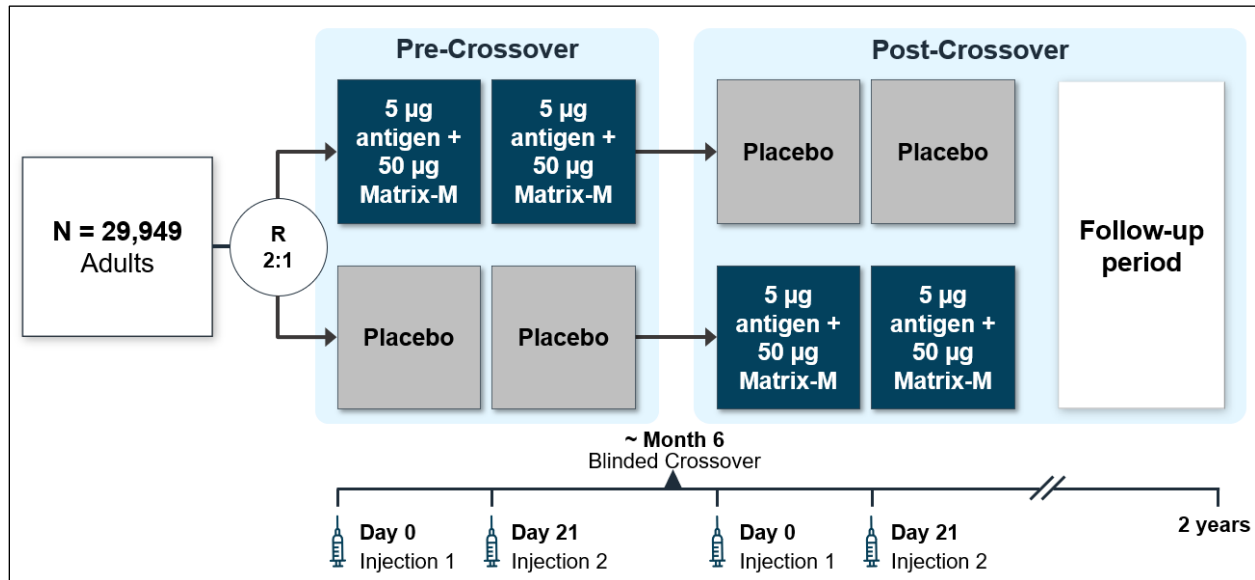 Pre-Crossover
Post-Crossover
N = 29,949
Adults
R
2:1
5 µg
antigen +
50 µg
Matrix-M
5 µg
antigen +
50 µg
Matrix-M
Placebo
Placebo
Placebo
Placebo
5 µg
antigen +
50 µg
Matrix-M
5 µg
antigen +
50 µg
Matrix-M
Follow-up
period
~ Month 6
Blinded Crossover
Day 0
Injection 1
Day 21
Injection 2
Day 0
Injection 1
Day 21
Injection 2
2 years